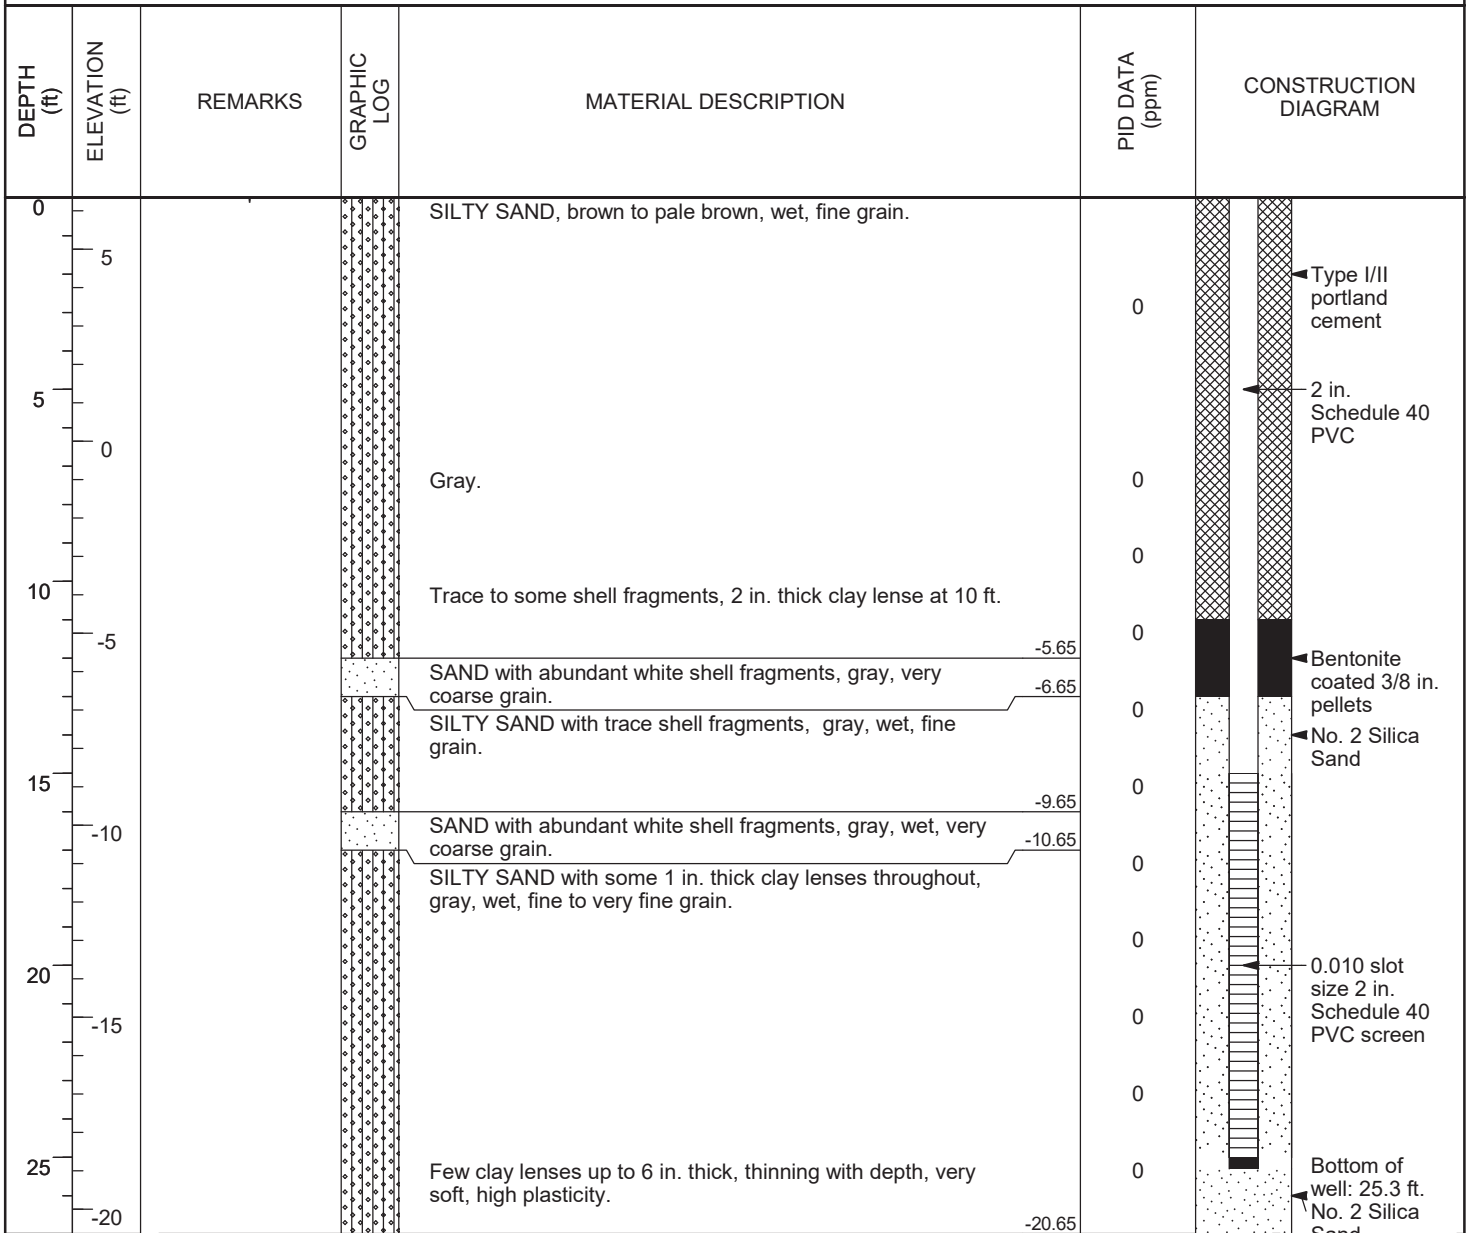 DEPTH
(ft)
ELEVATION
(ft)
REMARKS
GRAPHIC
LOG
MATERIAL DESCRIPTION
PID DATA
(ppm)
CONSTRUCTION
DIAGRAM
0
SILTY SAND, brown to pale brown, wet, fine grain.
5
Type I/II
portland
cement
0
5
2 in.
Schedule 40
PVC
0
Gray.
0
0
10
Trace to some shell fragments, 2 in. thick clay lense at 10 ft.
-5
0
-5.65
Bentonite
coated 3/8 in.
pellets
SAND with abundant white shell fragments, gray, very
coarse grain.
-6.65
0
SILTY SAND with trace shell fragments, gray, wet, fine
grain.
No. 2 Silica
Sand
15
0
-9.65
-10
SAND with abundant white shell fragments, gray, wet, very
coarse grain.
-10.65
0
SILTY SAND with some 1 in. thick clay lenses throughout,
gray, wet, fine to very fine grain.
0
20
0.010 slot
size 2 in.
Schedule 40
PVC screen
-15
0
0
25
Few clay lenses up to 6 in. thick, thinning with depth, very
soft, high plasticity.
0
Bottom of
well: 25.3 ft.
No. 2 Silica
Sand
-20
-20.65